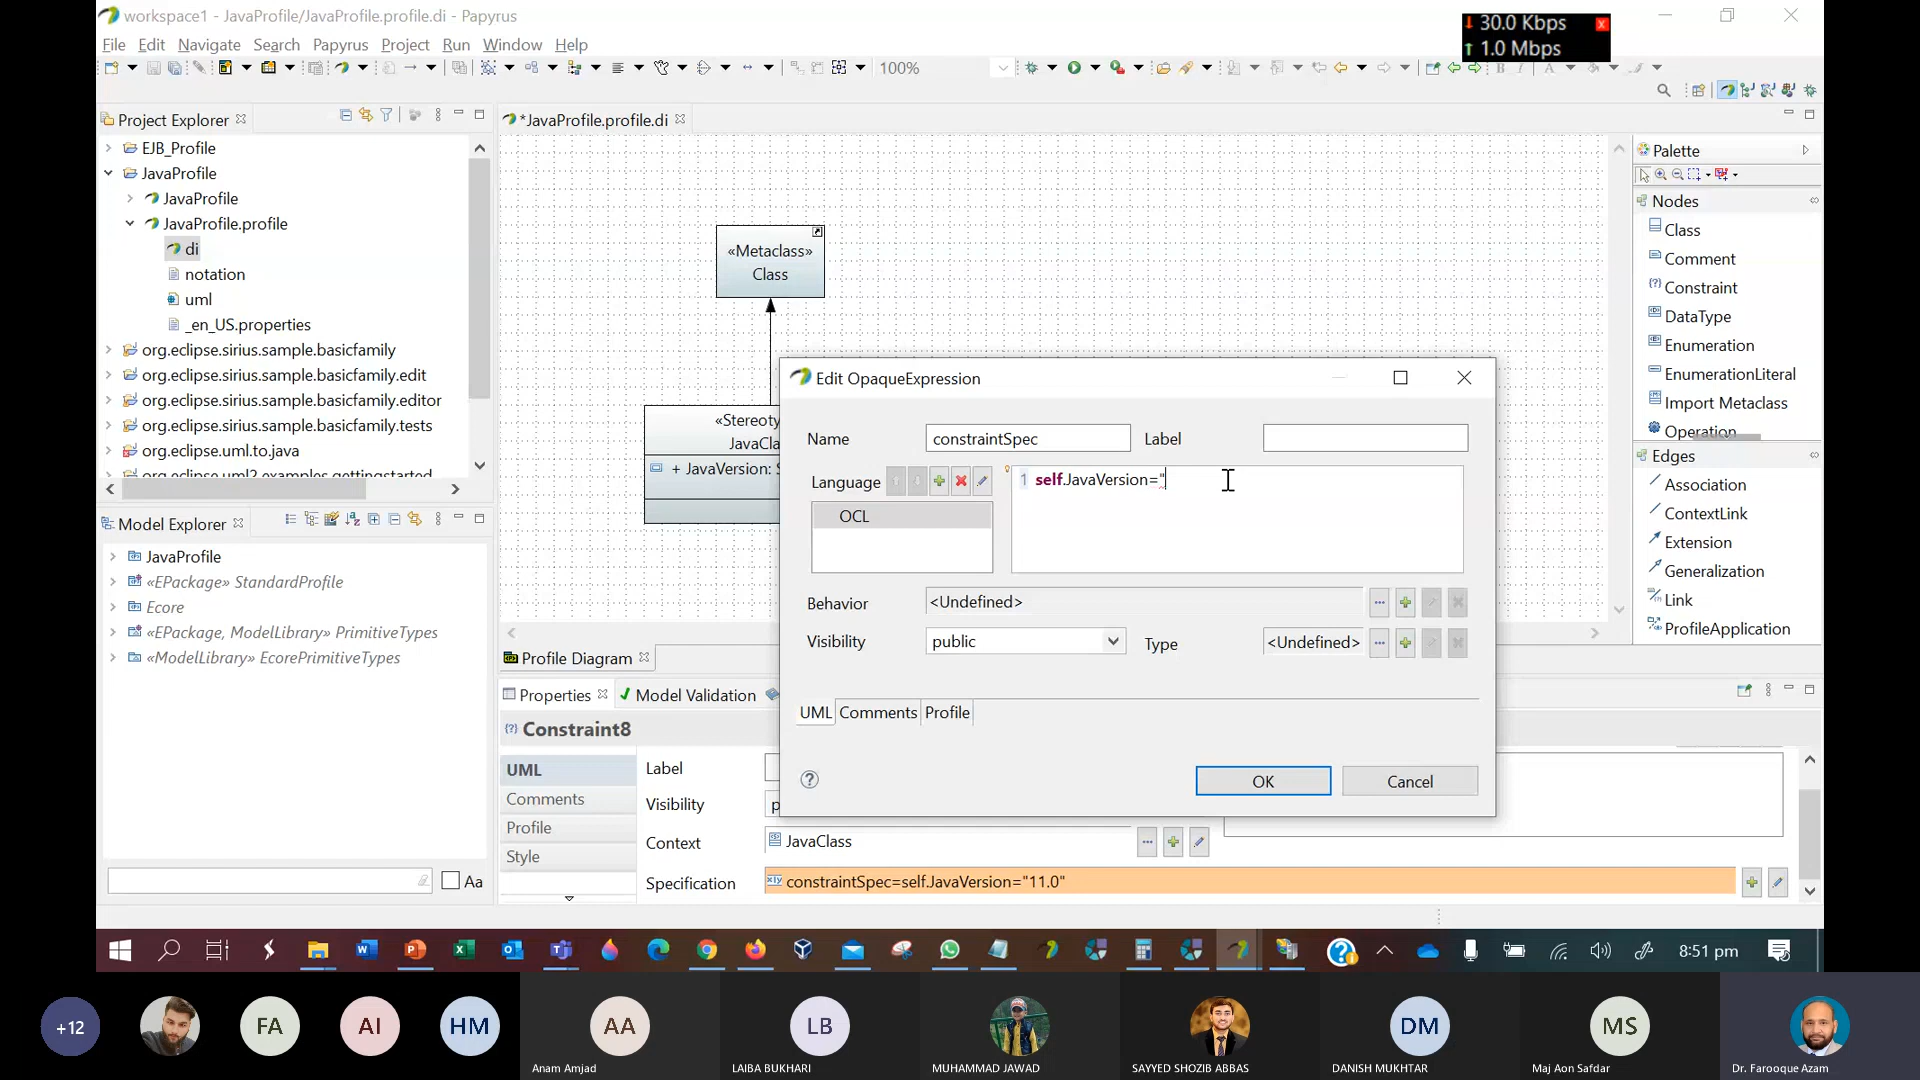 workspace1 - JavaProfile/JavaProfile.profile.di - Papyrus
30.0 Kbps
1.0 Mbps
File Edit Navigate Search Papyrus Project Run Window Help
100%
Project Explorer
EJB_Profile
JavaProfile
JavaProfile
JavaProfile.profile
di
notation
uml
_en_US.properties
org.eclipse.sirius.sample.basicfamily
org.eclipse.sirius.sample.basicfamily.edit
org.eclipse.sirius.sample.basicfamily.editor
org.eclipse.sirius.sample.basicfamily.tests
org.eclipse.uml.to.java
org.eclipse.uml2.examples.gettingstarted
Model Explorer
JavaProfile
«EPackage» StandardProfile
Ecore
«EPackage, ModelLibrary» PrimitiveTypes
«ModelLibrary» EcorePrimitiveTypes
Aa
*JavaProfile.profile.di
«Metaclass»
Class
«Stereoty
JavaCla
+ JavaVersion: S
Profile Diagram
Palette
Nodes
Class
Comment
Constraint
DataType
Enumeration
EnumerationLiteral
Import Metaclass
Operation
Edges
Association
ContextLink
Extension
Generalization
Link
ProfileApplication
Edit OpaqueExpression
Name constraintSpec Label
Language
OCL
1 self.JavaVersion="
Behavior <Undefined>
Visibility public Type <Undefined>
UML Comments Profile
OK Cancel
Properties Model Validation
Constraint8
UML
Comments
Profile
Style
Label
Visibility p
Context JavaClass
Specification constraintSpec=self.JavaVersion="11.0"
8:51 pm
+12
FA
AI
HM
AA
Anam Amjad
LB
LAIBA BUKHARI
MUHAMMAD JAWAD
SAYYED SHOZIB ABBAS
DM
DANISH MUKHTAR
MS
Maj Aon Safdar
Dr. Farooque Azam